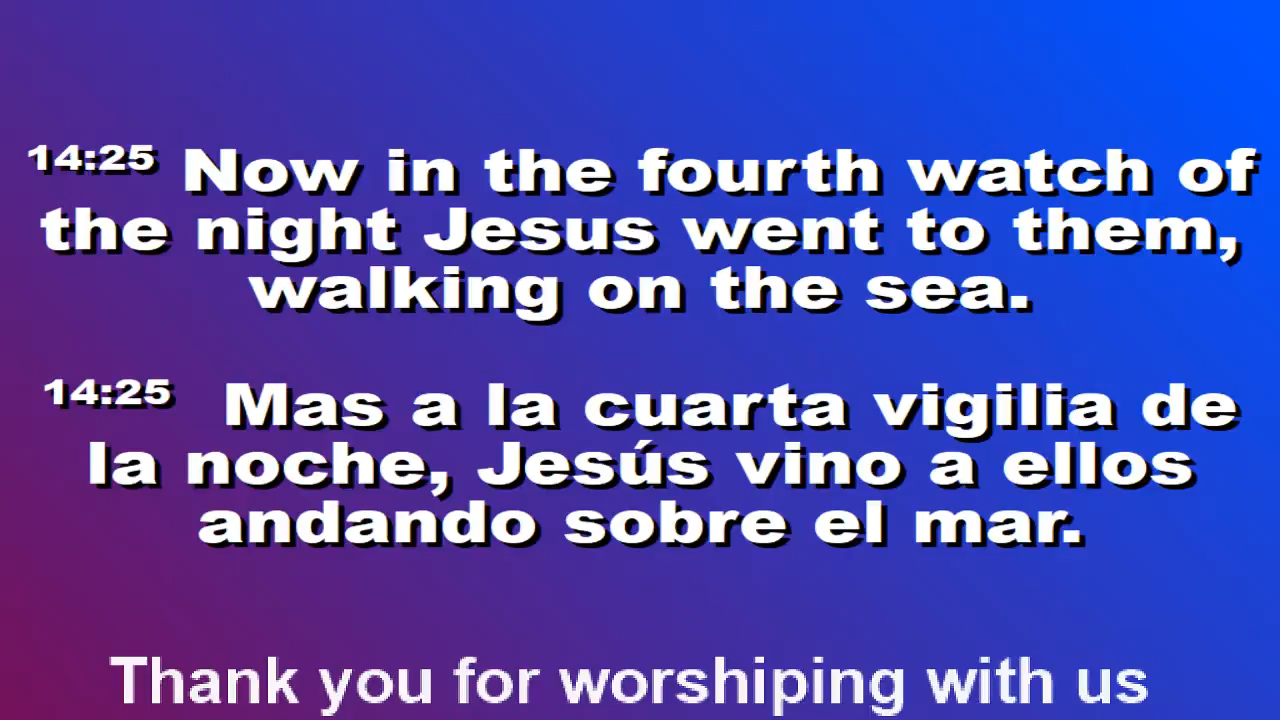 14:25 Now in the fourth watch of
the night Jesus went to them,
walking on the sea.
14:25 Mas a la cuarta vigilia de
la noche, Jesús vino a ellos
andando sobre el mar.
Thank you for worshiping with us